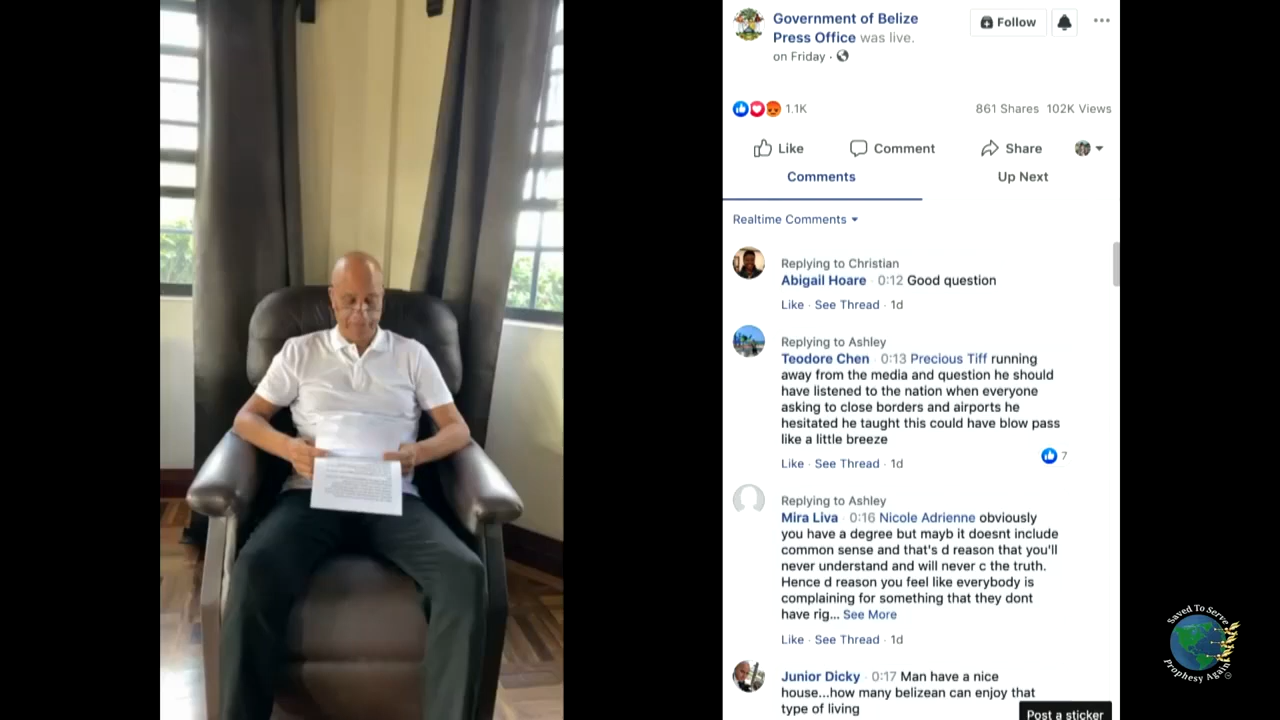 Government of Belize
Press Office was live.
on Friday ·
Follow
1.1K
861 Shares 102K Views
Like
Comment
Share
Comments
Up Next
Realtime Comments
Replying to Christian
Abigail Hoare · 0:12 Good question
Like · See Thread · 1d
Replying to Ashley
Teodore Chen · 0:13 Precious Tiff running
away from the media and question he should
have listened to the nation when everyone
asking to close borders and airports he
hesitated he taught this could have blow pass
like a little breeze
7
Like · See Thread · 1d
Replying to Ashley
Mira Liva · 0:16 Nicole Adrienne obviously
you have a degree but mayb it doesnt include
common sense and that's d reason that you'll
never understand and will never c the truth.
Hence d reason you feel like everybody is
complaining for something that they dont
have rig... See More
Like · See Thread · 1d
Junior Dicky · 0:17 Man have a nice
house...how many belizean can enjoy that
type of living
Post a sticker
Saved To Serve
Prophesy Again